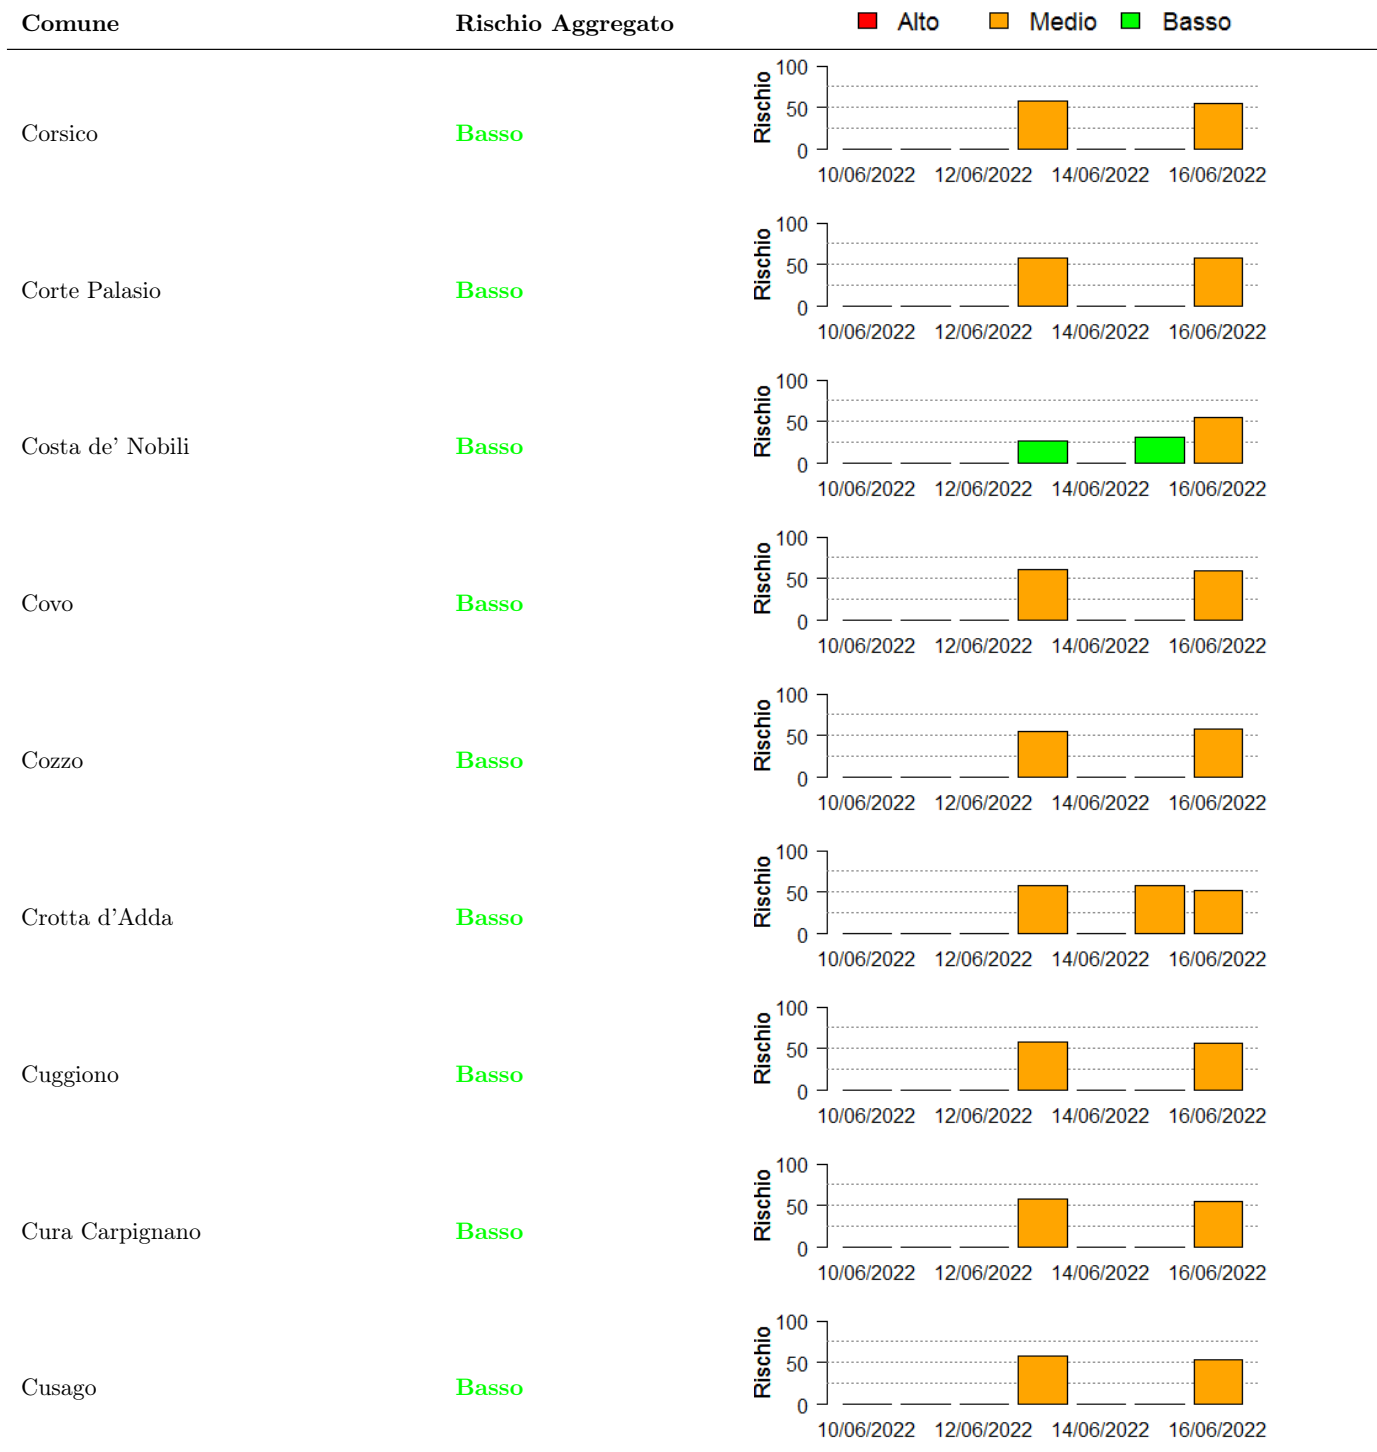 Comune Rischio Aggregato Alto Medio Basso
Corsico Basso
Rischio
100
50
0
10/06/2022 12/06/2022 14/06/2022 16/06/2022
Corte Palasio Basso
Rischio
100
50
0
10/06/2022 12/06/2022 14/06/2022 16/06/2022
Costa de’ Nobili Basso
Rischio
100
50
0
10/06/2022 12/06/2022 14/06/2022 16/06/2022
Covo Basso
Rischio
100
50
0
10/06/2022 12/06/2022 14/06/2022 16/06/2022
Cozzo Basso
Rischio
100
50
0
10/06/2022 12/06/2022 14/06/2022 16/06/2022
Crotta d’Adda Basso
Rischio
100
50
0
10/06/2022 12/06/2022 14/06/2022 16/06/2022
Cuggiono Basso
Rischio
100
50
0
10/06/2022 12/06/2022 14/06/2022 16/06/2022
Cura Carpignano Basso
Rischio
100
50
0
10/06/2022 12/06/2022 14/06/2022 16/06/2022
Cusago Basso
Rischio
100
50
0
10/06/2022 12/06/2022 14/06/2022 16/06/2022